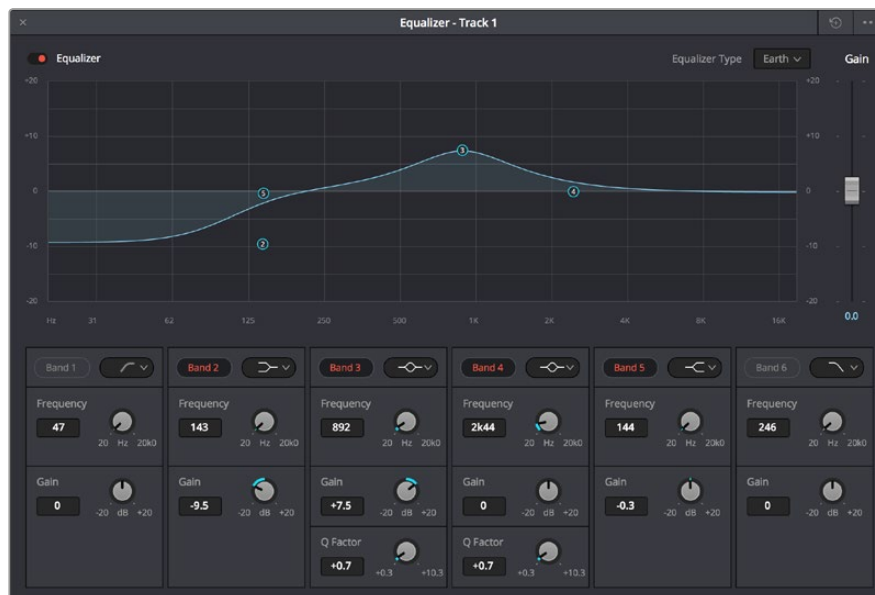 Equalizer - Track 1
Equalizer
Equalizer Type Earth Gain
+20 +20
+10 +10
0 0
-10 -10
-20 -20
5
3
4
2
Hz 31 62 125 250 500 1K 2K 4K 8K 16K
0.0
Band 1 Band 2 Band 3 Band 4 Band 5 Band 6
Frequency Frequency Frequency Frequency Frequency Frequency
47 143 892 2k44 144 246
20 Hz 20k0 20 Hz 20k0 20 Hz 20k0 20 Hz 20k0 20 Hz 20k0 20 Hz 20k0
Gain Gain Gain Gain Gain Gain
0 -9.5 +7.5 0 -0.3 0
-20 dB +20 -20 dB +20 -20 dB +20 -20 dB +20 -20 dB +20 -20 dB +20
Q Factor Q Factor
+0.7 +0.7
+0.3 +10.3 +0.3 +10.3